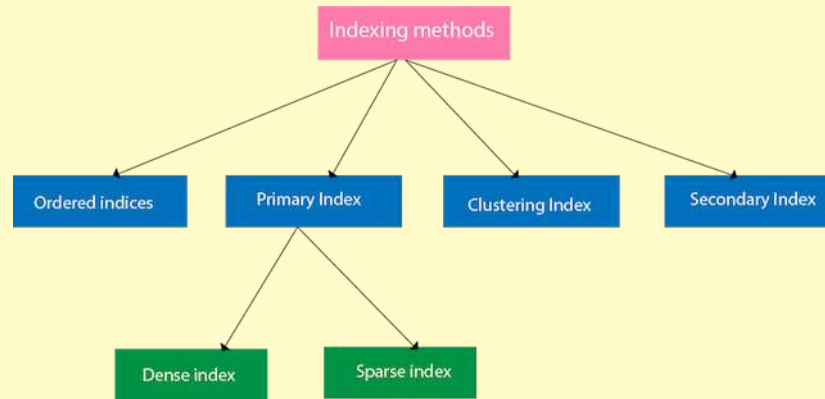 Indexing methods
Ordered indices
Primary Index
Clustering Index
Secondary Index
Dense index
Sparse index